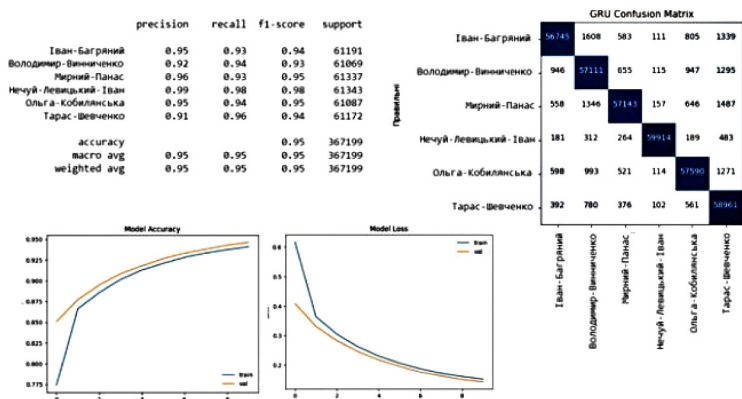 precision recall f1-score support
Іван-Багряний 0.95 0.93 0.94 61191
Володимир-Винниченко 0.92 0.94 0.93 61069
Мирний-Панас 0.96 0.93 0.95 61337
Нечуй-Левицький-Іван 0.99 0.98 0.98 61343
Ольга-Кобилянська 0.95 0.94 0.95 61087
Тарас-Шевченко 0.91 0.96 0.94 61172
accuracy 0.95 367199
macro avg 0.95 0.95 0.95 367199
weighted avg 0.95 0.95 0.95 367199
GRU Confusion Matrix
Правильні
Іван-Багряний 56745 1608 583 111 805 1339
Володимир-Винниченко 946 57111 655 115 947 1295
Мирний-Панас 558 1346 57143 157 646 1487
Нечуй-Левицький-Іван 181 312 264 59914 189 483
Ольга-Кобилянська 598 993 521 114 57590 1271
Тарас-Шевченко 392 780 376 102 561 58961
Іван-Багряний
Володимир-Винниченко
Мирний-Панас
Нечуй-Левицький-Іван
Ольга-Кобилянська
Тарас-Шевченко
Model Accuracy
0.950
0.925
0.900
0.875
0.850
0.825
0.800
0.775
0 2 4 6 8
train
val
Model Loss
0.6
0.5
0.4
0.3
0.2
0 2 4 6 8
train
val